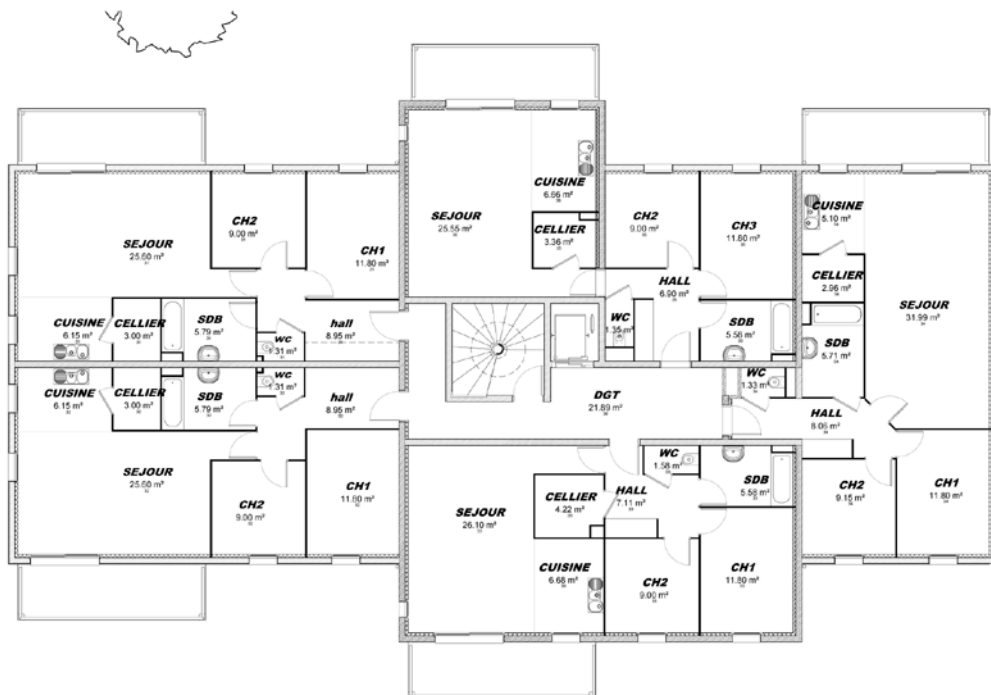 SEJOUR
25.60 m²
CH2
9.00 m²
CH1
11.80 m²
CUISINE
6.15 m²
CELLIER
3.00 m²
SDB
5.79 m²
WC
1.31 m²
hall
8.95 m²
SEJOUR
25.55 m²
CUISINE
6.66 m²
CELLIER
3.36 m²
CH2
9.00 m²
CH3
11.80 m²
HALL
6.90 m²
WC
1.35 m²
SDB
5.58 m²
CUISINE
5.10 m²
CELLIER
2.96 m²
SEJOUR
31.99 m²
SDB
5.71 m²
WC
1.33 m²
HALL
8.06 m²
CH2
9.15 m²
CH1
11.80 m²
DGT
21.89 m²
CUISINE
6.15 m²
CELLIER
3.00 m²
SDB
5.79 m²
WC
1.31 m²
hall
8.95 m²
SEJOUR
25.60 m²
CH2
9.00 m²
CH1
11.80 m²
SEJOUR
26.10 m²
CELLIER
4.22 m²
HALL
7.11 m²
WC
1.58 m²
SDB
5.58 m²
CUISINE
6.68 m²
CH2
9.00 m²
CH1
11.80 m²